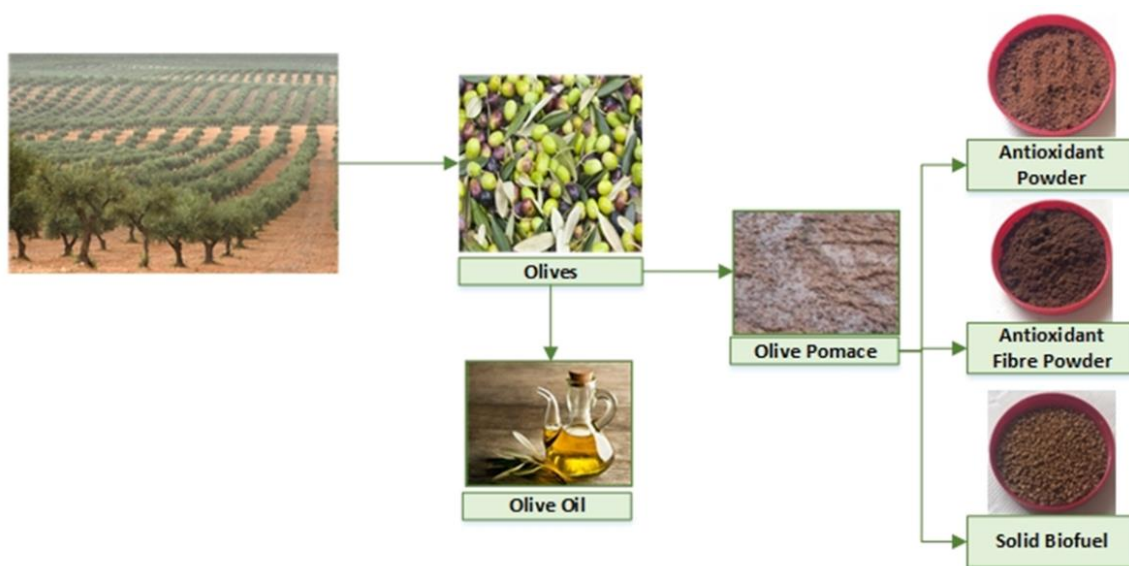 Olives
Olive Oil
Olive Pomace
Antioxidant
Powder
Antioxidant
Fibre Powder
Solid Biofuel